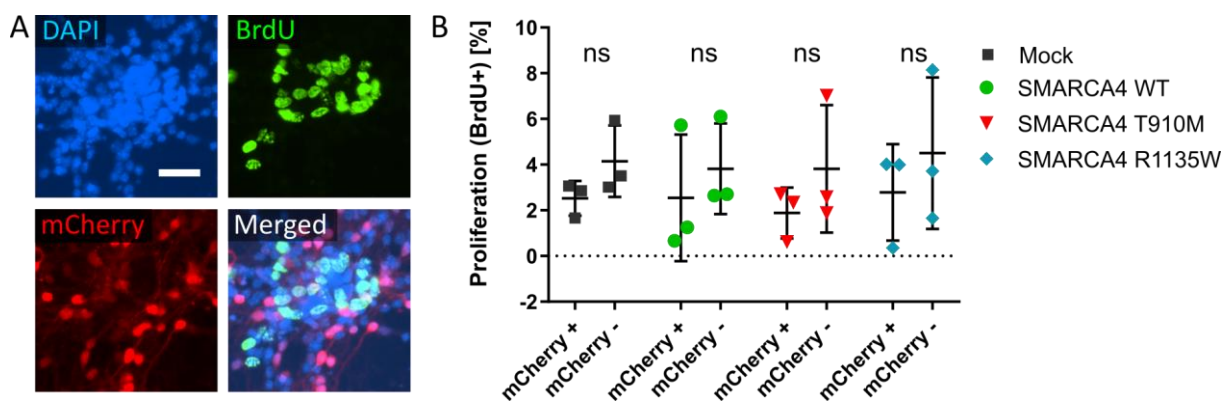 A
DAPI
BrdU
mCherry
Merged
B
Proliferation (BrdU+) [%]
10
8
6
4
2
0
-2
ns
ns
ns
ns
mCherry +
mCherry -
mCherry +
mCherry -
mCherry +
mCherry -
mCherry +
mCherry -
Mock
SMARCA4 WT
SMARCA4 T910M
SMARCA4 R1135W